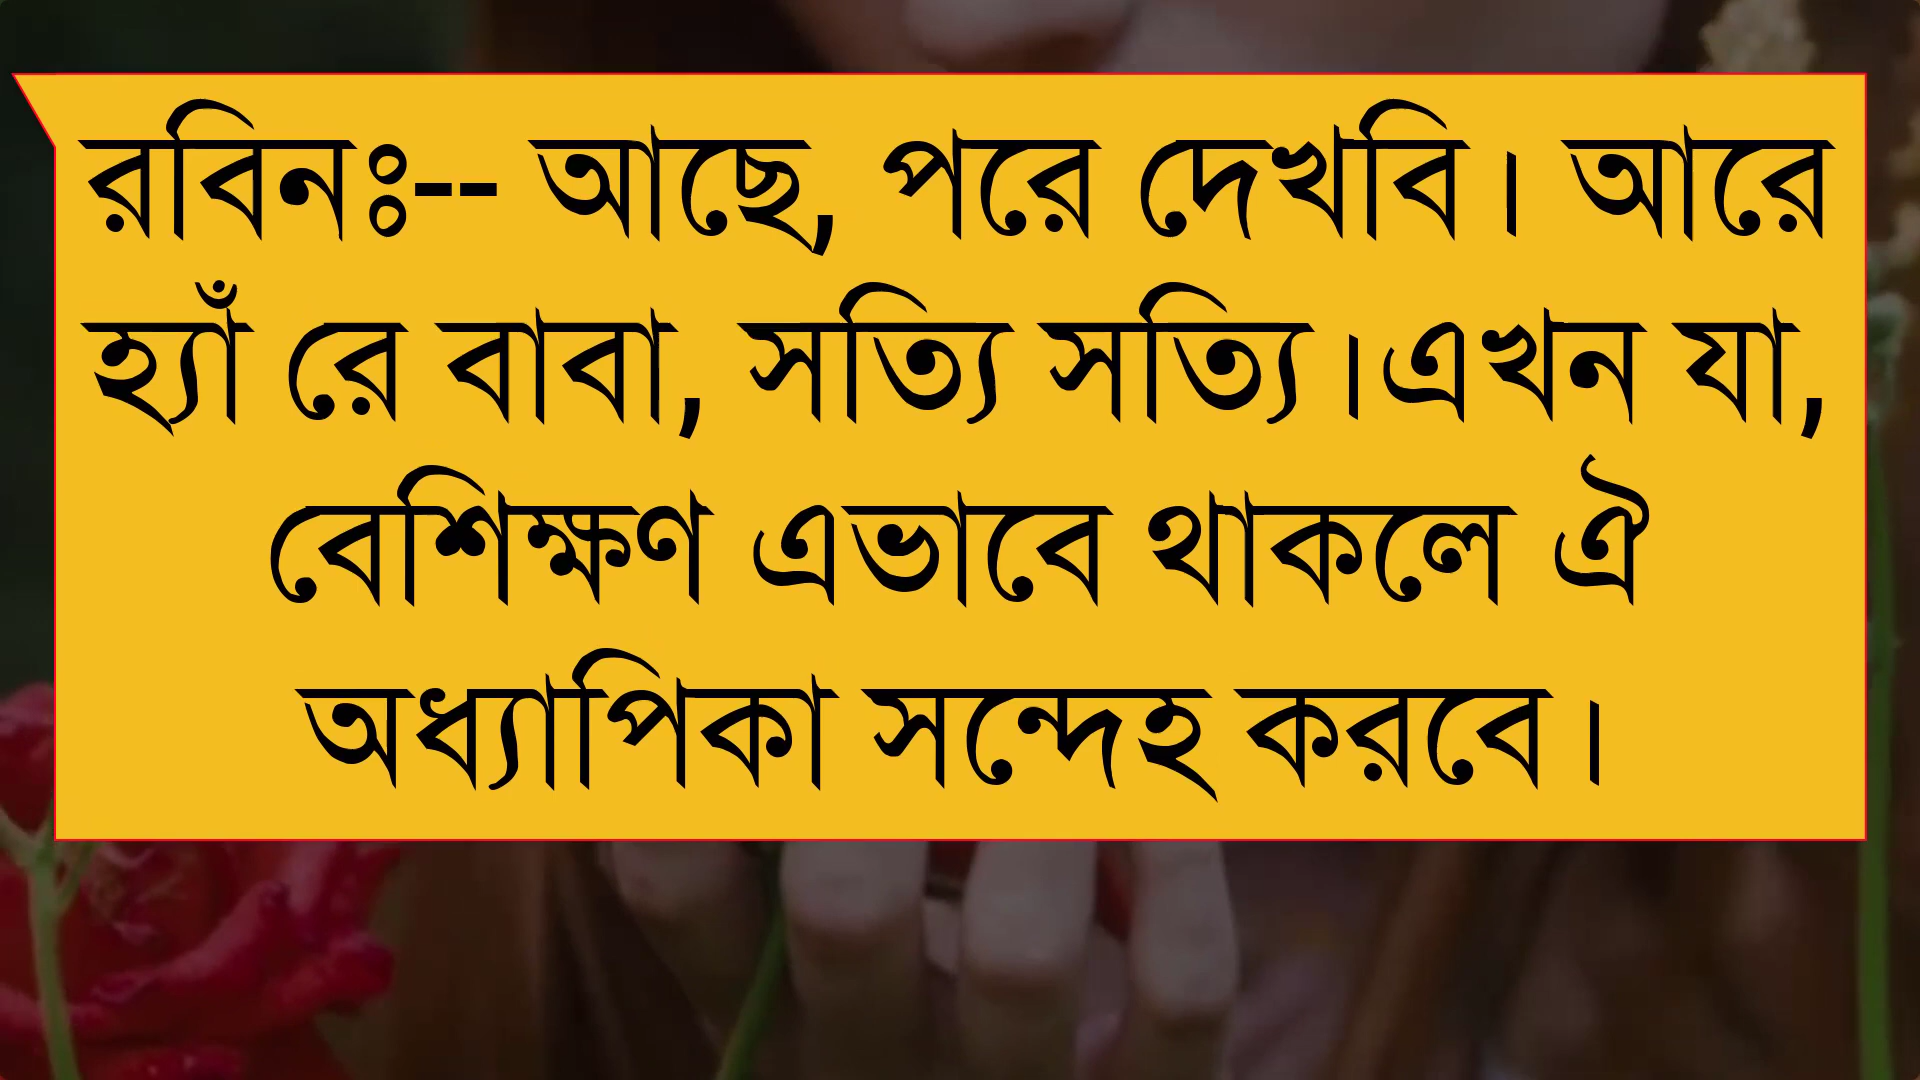 রবিনঃ-- আছে, পরে দেখবি। আরে
হ্যাঁ রে বাবা, সত্যি সত্যি।এখন যা,
বেশিক্ষণ এভাবে থাকলে ঐ
অধ্যাপিকা সন্দেহ করবে।